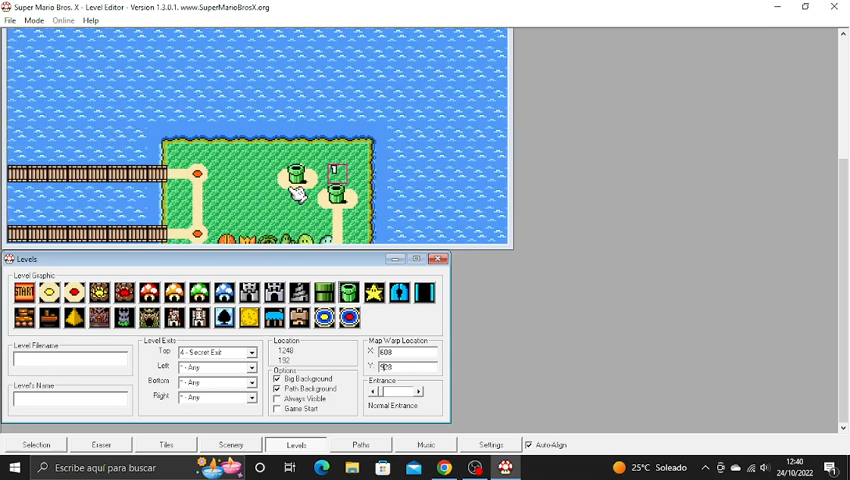 Super Mario Bros. X - Level Editor - Version 1.3.0.1. www.SuperMarioBrosX.org
File Mode Online Help
Levels
Level Graphic
START
Level Filename
Level's Name
Level Exits
Top 4 - Secret Exit
Left * - Any
Bottom * - Any
Right * - Any
Location
1248
192
Options
Big Background
Path Background
Always Visible
Game Start
Map Warp Location
X: 608
Y: 928
Entrance
Normal Entrance
Selection Eraser Tiles Scenery Levels Paths Music Settings Auto-Align
Escribe aquí para buscar
25°C Soleado
12:40
24/10/2022